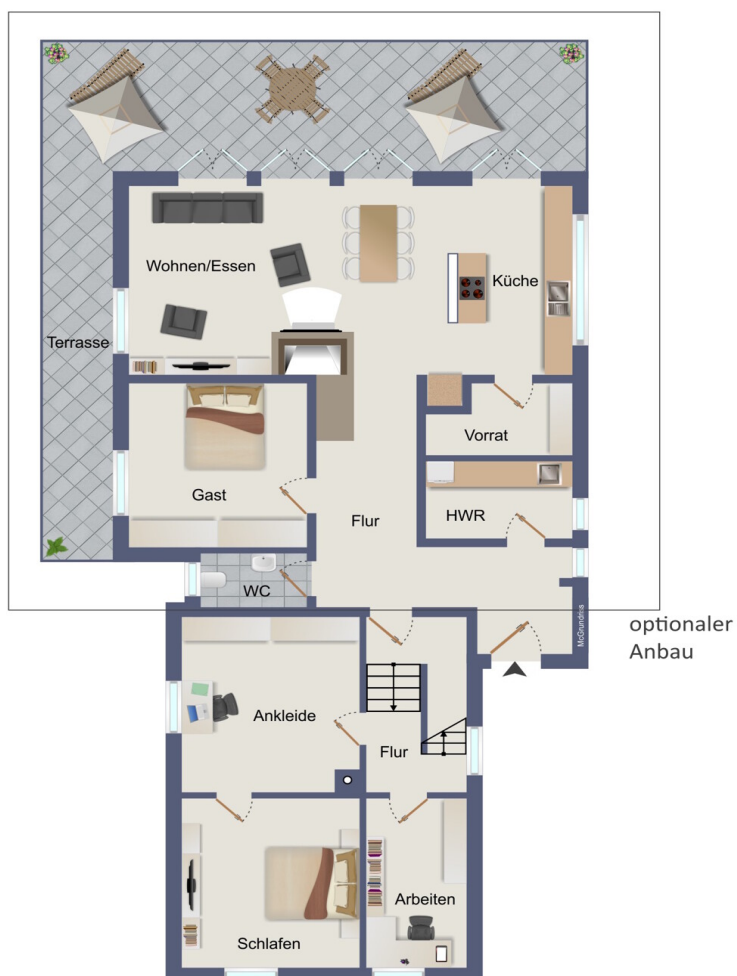 Wohnen/Essen
Küche
Terrasse
Vorrat
Gast
HWR
Flur
WC
McGrundriss
optionaler
Anbau
Ankleide
Flur
Arbeiten
Schlafen